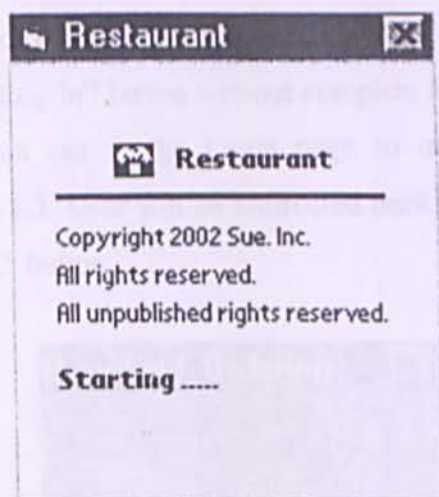 Restaurant
Restaurant
Copyright 2002 Sue. Inc.
All rights reserved.
All unpublished rights reserved.
Starting .....